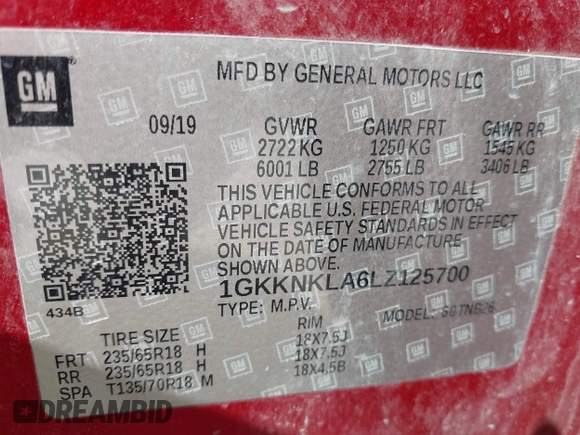 GM
MFD BY GENERAL MOTORS LLC
09/19 GVWR GAWR FRT GAWR RR
2722 KG 1250 KG 1545 KG
6001 LB 2755 LB 3406 LB
THIS VEHICLE CONFORMS TO ALL
APPLICABLE U.S. FEDERAL MOTOR
VEHICLE SAFETY STANDARDS IN EFFECT
ON THE DATE OF MANUFACTURE
SHOWN ABOVE.
1GKKNKLA6LZ125700
434B TYPE: M.P.V. MODEL:
TIRE SIZE RIM
FRT 235/65R18 H 18X7.5J
RR 235/65R18 H 18X7.5J
SPA T135/70R18 M 18X4.5B
DREAMBID